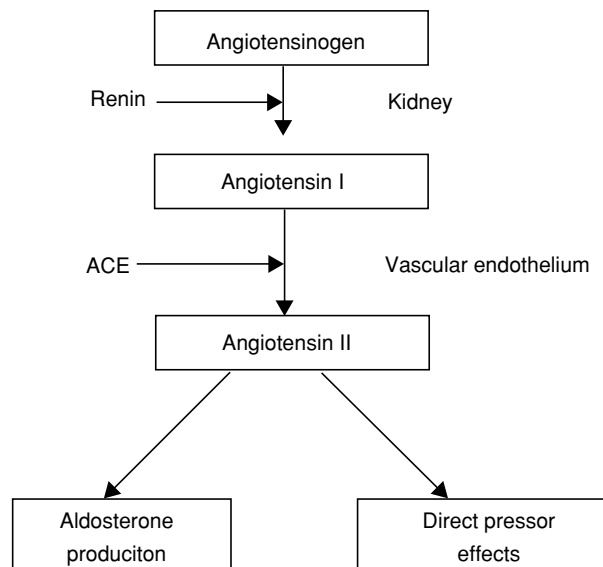 Angiotensinogen
Renin
Kidney
Angiotensin I
ACE
Vascular endothelium
Angiotensin II
Aldosterone
produciton
Direct pressor
effects